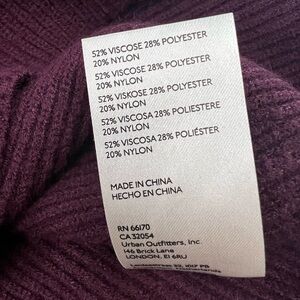 52% VISCOSE 28% POLYESTER
20% NYLON
52% VISCOSE 28% POLYESTER
20% NYLON
52% VISKOSE 28% POLYESTER
20% NYLON
52% VISCOSA 28% POLIESTERE
20% NYLON
52% VISCOSA 28% POLIÉSTER
20% NYLON
MADE IN CHINA
HECHO EN CHINA
RN 66170
CA 32054
Urban Outfitters, Inc.
146 Brick Lane
LONDON, E1 6RU